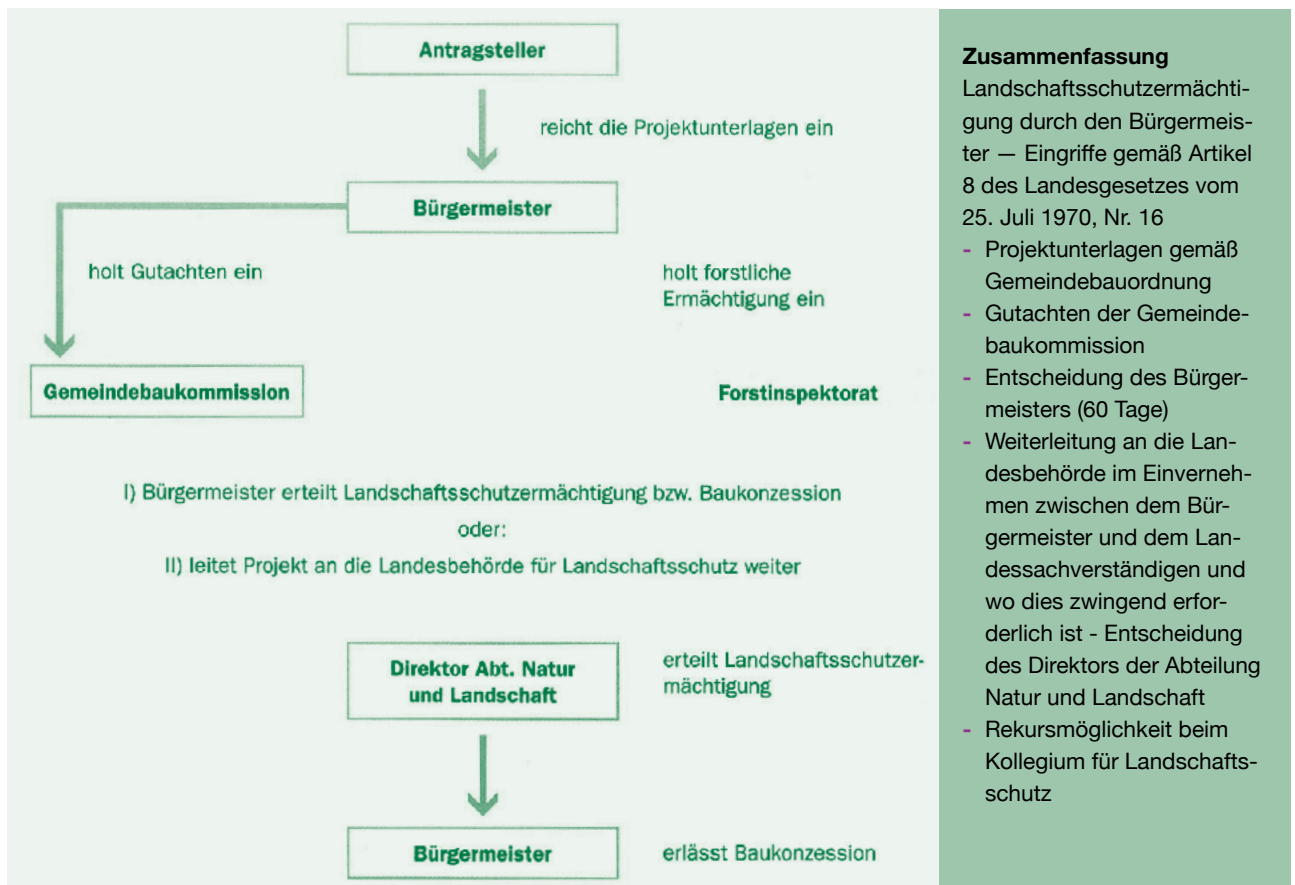 Antragsteller
reicht die Projektunterlagen ein
Bürgermeister
holt Gutachten ein
holt forstliche
Ermächtigung ein
Gemeindebaukommission
Forstinspektorat
I) Bürgermeister erteilt Landschaftsschutzermächtigung bzw. Baukonzession
oder:
II) leitet Projekt an die Landesbehörde für Landschaftsschutz weiter
Direktor Abt. Natur
und Landschaft
erteilt Landschaftsschutzer-
mächtigung
Bürgermeister
erlässt Baukonzession
Zusammenfassung
Landschaftsschutzermächti-
gung durch den Bürgermeis-
ter — Eingriffe gemäß Artikel
8 des Landesgesetzes vom
25. Juli 1970, Nr. 16
- Projektunterlagen gemäß
Gemeindebauordnung
- Gutachten der Gemeinde-
baukommission
- Entscheidung des Bürger-
meisters (60 Tage)
- Weiterleitung an die Lan-
desbehörde im Einverneh-
men zwischen dem Bür-
germeister und dem Lan-
dessachverständigen und
wo dies zwingend erfor-
derlich ist - Entscheidung
des Direktors der Abteilung
Natur und Landschaft
- Rekursmöglichkeit beim
Kollegium für Landschafts-
schutz